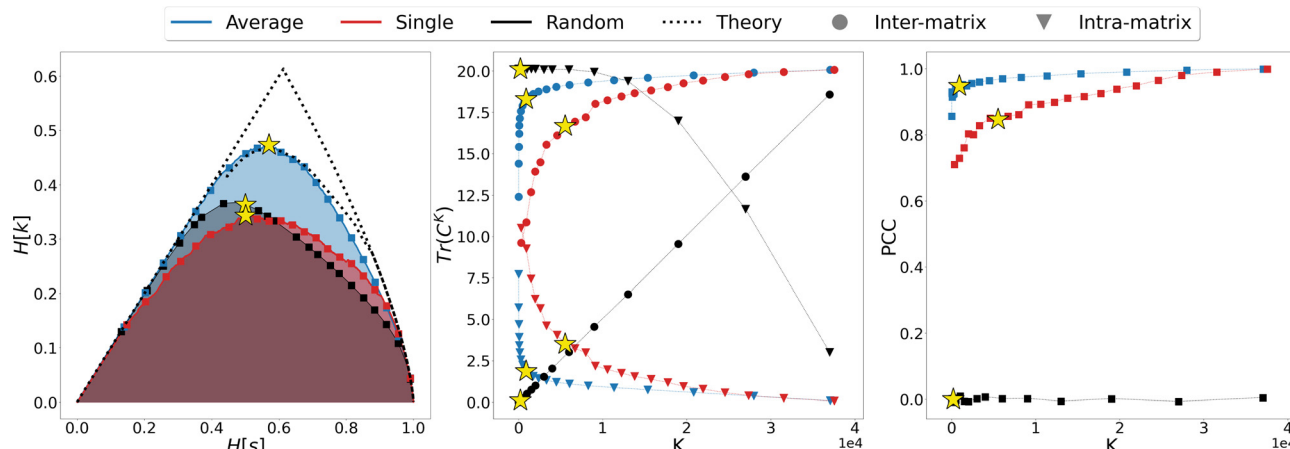 Average Single Random Theory Inter-matrix Intra-matrix
H[k]
0.6
0.5
0.4
0.3
0.2
0.1
0.0
0.0 0.2 0.4 0.6 0.8 1.0
H[s]
Tr(C^K)
20.0
17.5
15.0
12.5
10.0
7.5
5.0
2.5
0.0
0 1 2 3 4
K 1e4
PCC
1.0
0.8
0.6
0.4
0.2
0.0
0 1 2 3 4
K 1e4